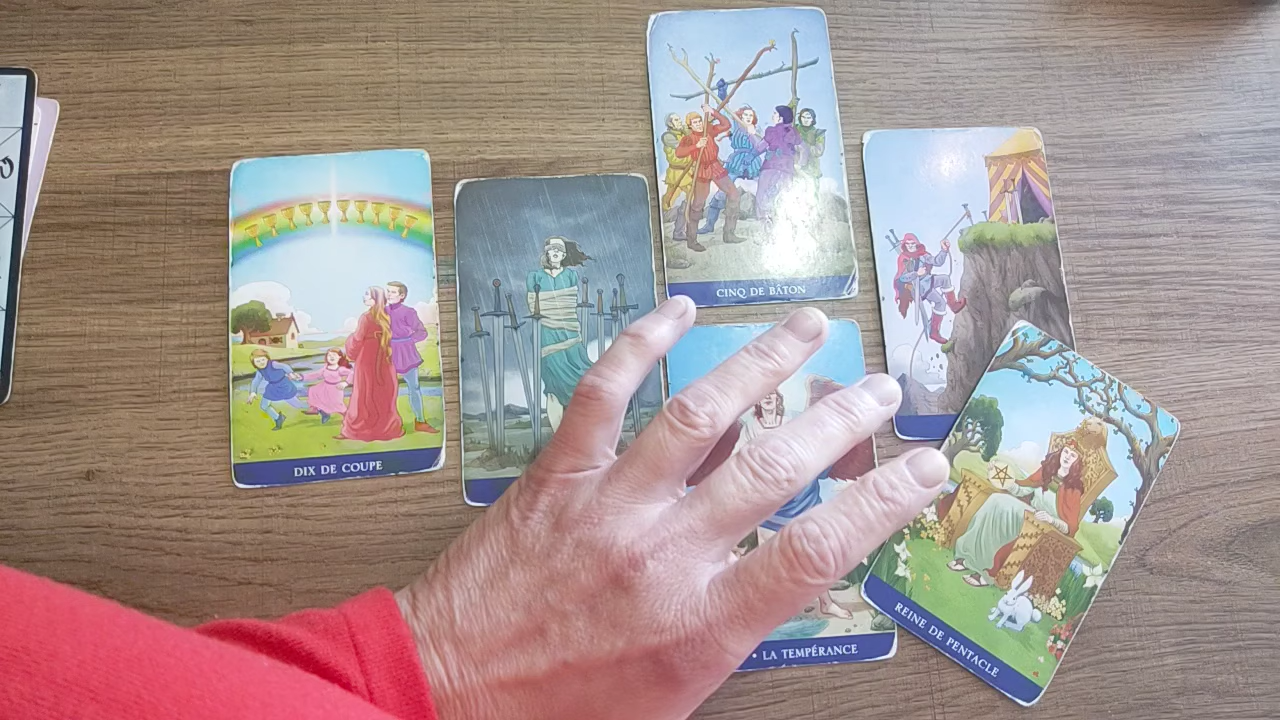 CINQ DE BÂTON
DIX DE COUPE
• LA TEMPÉRANCE
REINE DE PENTACLE